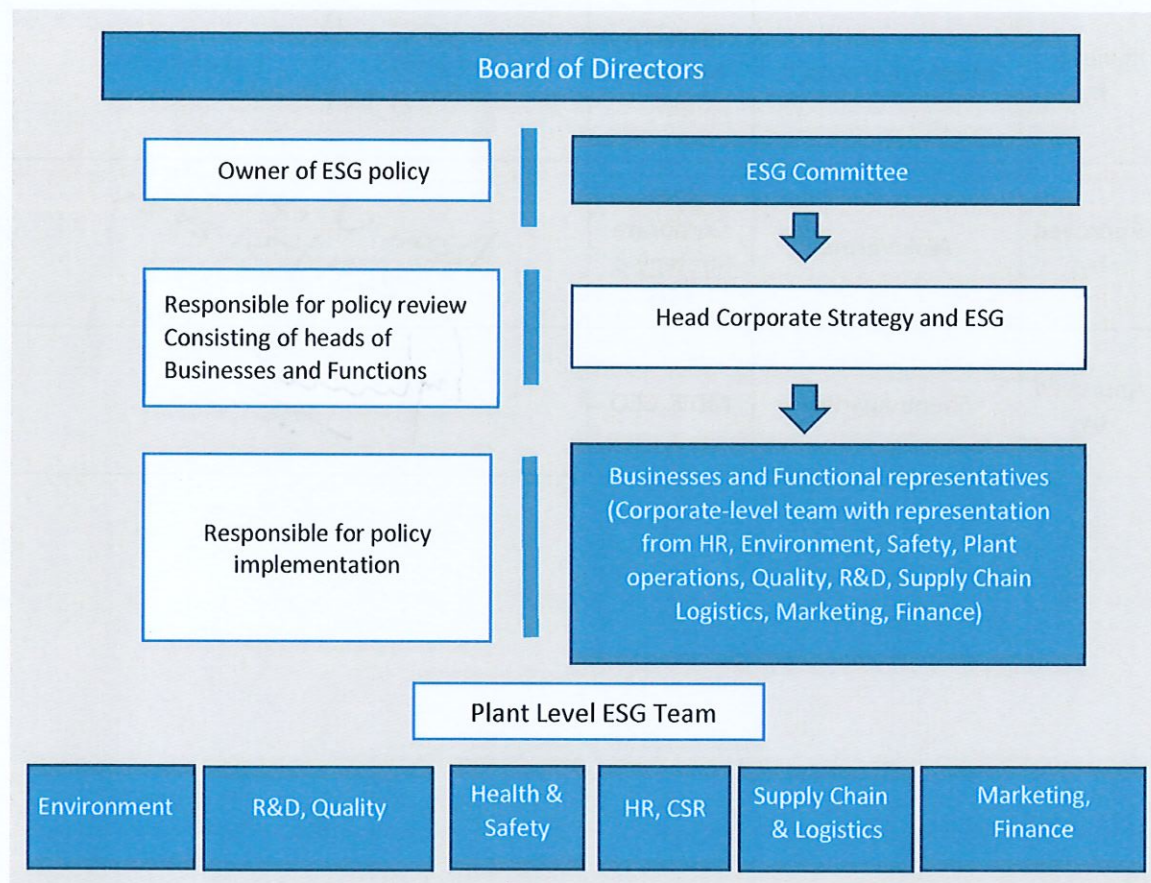 Board of Directors
Owner of ESG policy
ESG Committee
Responsible for policy review
Consisting of heads of
Businesses and Functions
Head Corporate Strategy and ESG
Responsible for policy
implementation
Businesses and Functional representatives
(Corporate-level team with representation
from HR, Environment, Safety, Plant
operations, Quality, R&D, Supply Chain
Logistics, Marketing, Finance)
Plant Level ESG Team
Environment
R&D, Quality
Health &
Safety
HR, CSR
Supply Chain
& Logistics
Marketing,
Finance